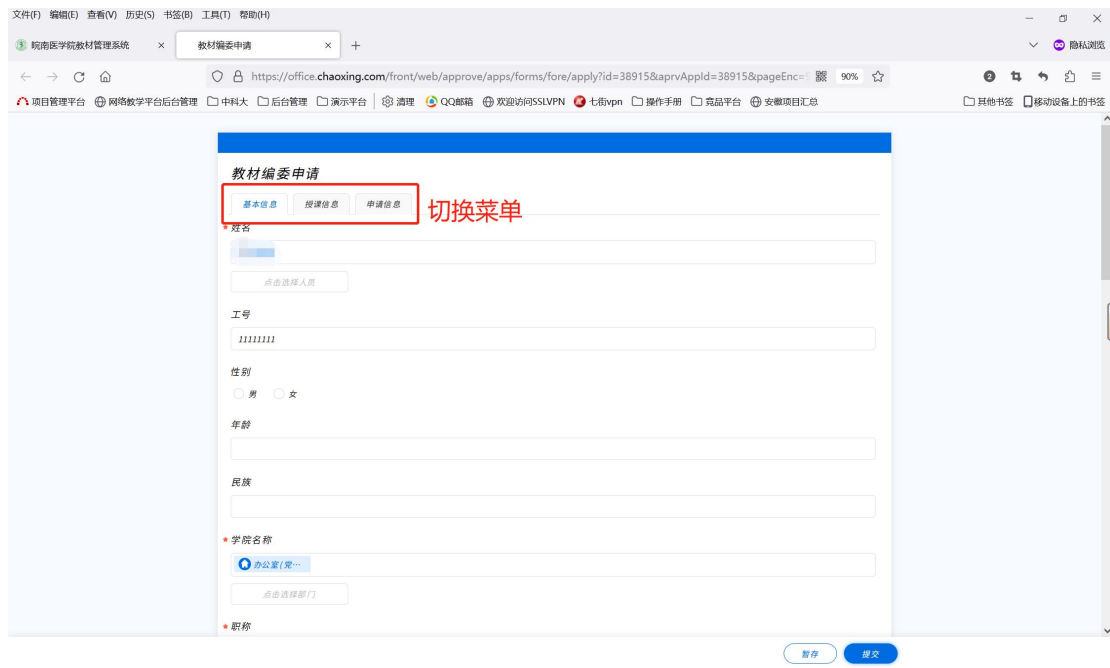 文件(F) 编辑(E) 查看(V) 历史(S) 书签(B) 工具(T) 帮助(H)
皖南医学院教材管理系统 × 教材编委申请 × + 隐私浏览
https://office.chaoxing.com/front/web/approve/apps/forms/fore/apply?id=38915&aprvAppId=38915&pageEnc= 90% 2
项目管理平台 网络教学平台后台管理 中科大 后台管理 演示平台 清理 QQ邮箱 欢迎访问SSLVPN 七街vpn 操作手册 竞品平台 安徽项目汇总 其他书签 移动设备上的书签
教材编委申请
基本信息 授课信息 申请信息 切换菜单
* 姓名
点击选择人员
工号
11111111
性别
男 女
年龄
民族
* 学院名称
办公室(党…
点击选择部门
* 职称
暂存 提交